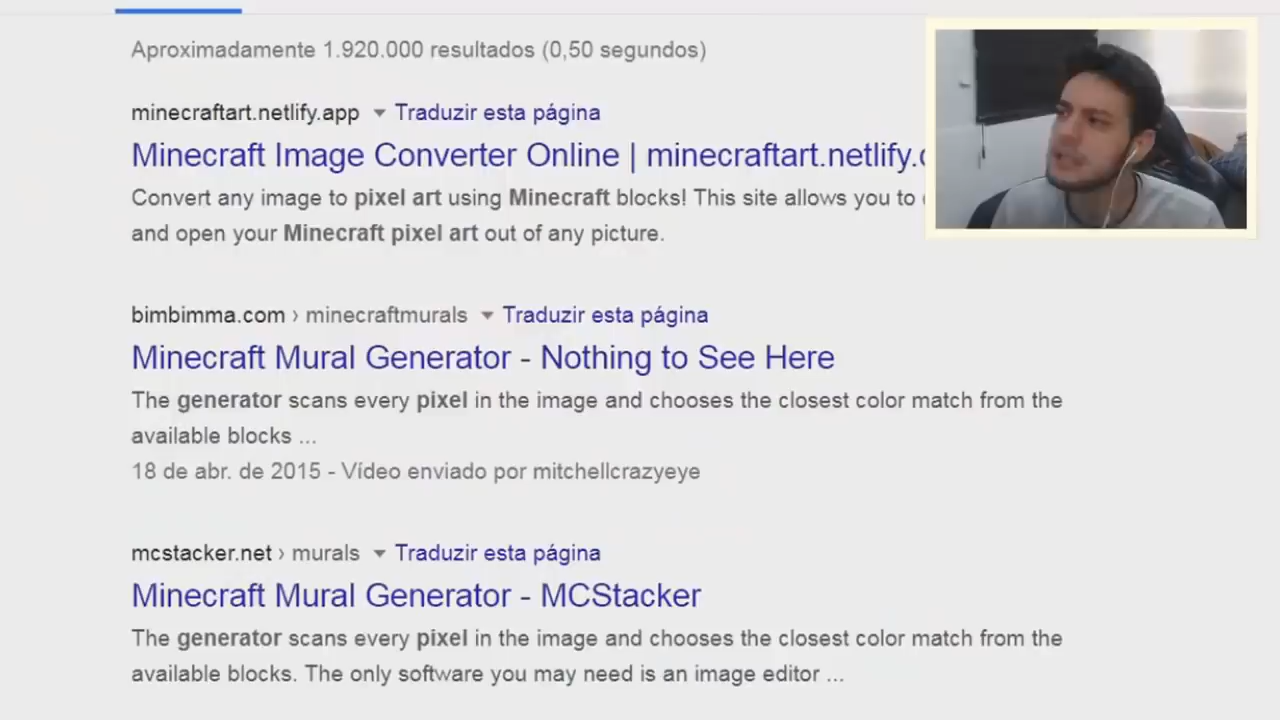 Aproximadamente 1.920.000 resultados (0,50 segundos)
minecraftart.netlify.app Traduzir esta página
Minecraft Image Converter Online | minecraftart.netlify.
Convert any image to pixel art using Minecraft blocks! This site allows you to
and open your Minecraft pixel art out of any picture.
bimbimma.com › minecraftmurals Traduzir esta página
Minecraft Mural Generator - Nothing to See Here
The generator scans every pixel in the image and chooses the closest color match from the
available blocks ...
18 de abr. de 2015 - Vídeo enviado por mitchellcrazyeye
mcstacker.net › murals Traduzir esta página
Minecraft Mural Generator - MCStacker
The generator scans every pixel in the image and chooses the closest color match from the
available blocks. The only software you may need is an image editor ...